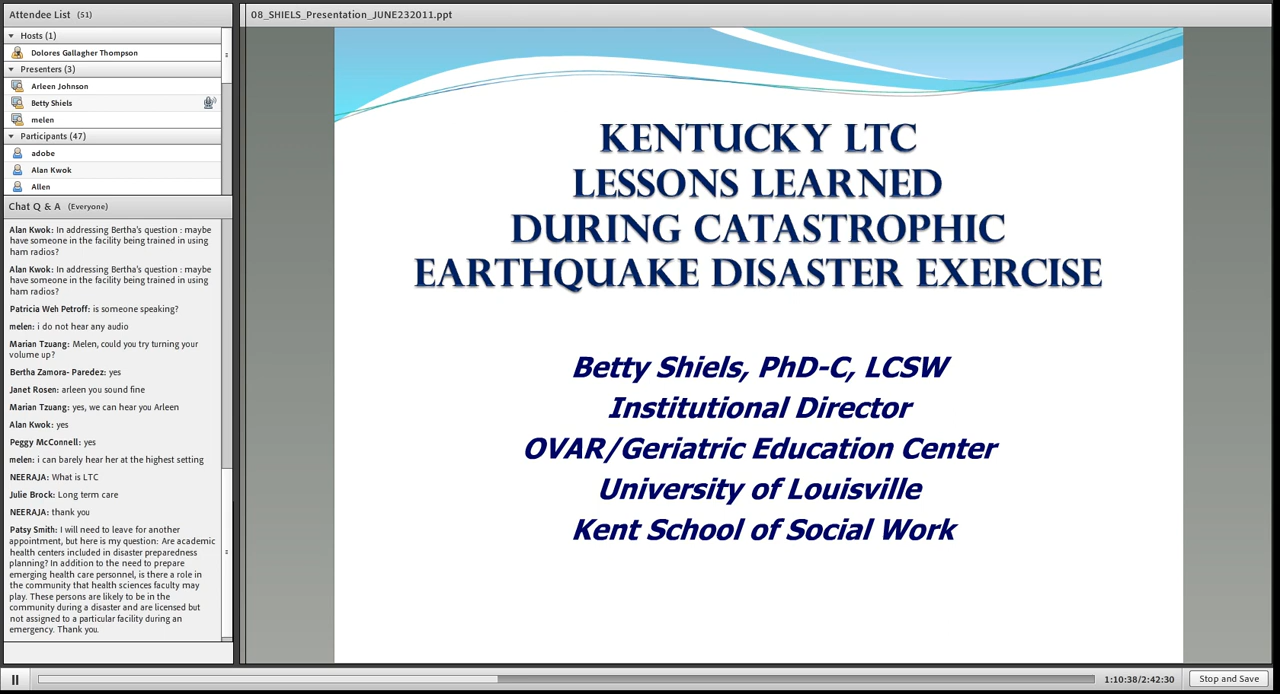 Attendee List (51)
Hosts (1)
Dolores Gallagher Thompson
Presenters (3)
Arleen Johnson
Betty Shiels
melen
Participants (47)
adobe
Alan Kwok
Allen
Chat Q & A (Everyone)
Alan Kwok: In addressing Bertha's question : maybe
have someone in the facility being trained in using
ham radios?
Alan Kwok: In addressing Bertha's question : maybe
have someone in the facility being trained in using
ham radios?
Patricia Weh Petroff: is someone speaking?
melen: i do not hear any audio
Marian Tzuang: Melen, could you try turning your
volume up?
Bertha Zamora- Paredez: yes
Janet Rosen: arleen you sound fine
Marian Tzuang: yes, we can hear you Arleen
Alan Kwok: yes
Peggy McConnell: yes
melen: i can barely hear her at the highest setting
NEERAJA: What is LTC
Julie Brock: Long term care
NEERAJA: thank you
Patsy Smith: I will need to leave for another
appointment, but here is my question: Are academic
health centers included in disaster preparedness
planning? In addition to the need to prepare
emerging health care personnel, is there a role in
the community that health sciences faculty may
play. These persons are likely to be in the
community during a disaster and are licensed but
not assigned to a particular facility during an
emergency. Thank you.
08_SHIELS_Presentation_JUNE232011.ppt
KENTUCKY LTC
LESSONS LEARNED
DURING CATASTROPHIC
EARTHQUAKE DISASTER EXERCISE
Betty Shiels, PhD-C, LCSW
Institutional Director
OVAR/Geriatric Education Center
University of Louisville
Kent School of Social Work
1:10:38/2:42:30
Stop and Save